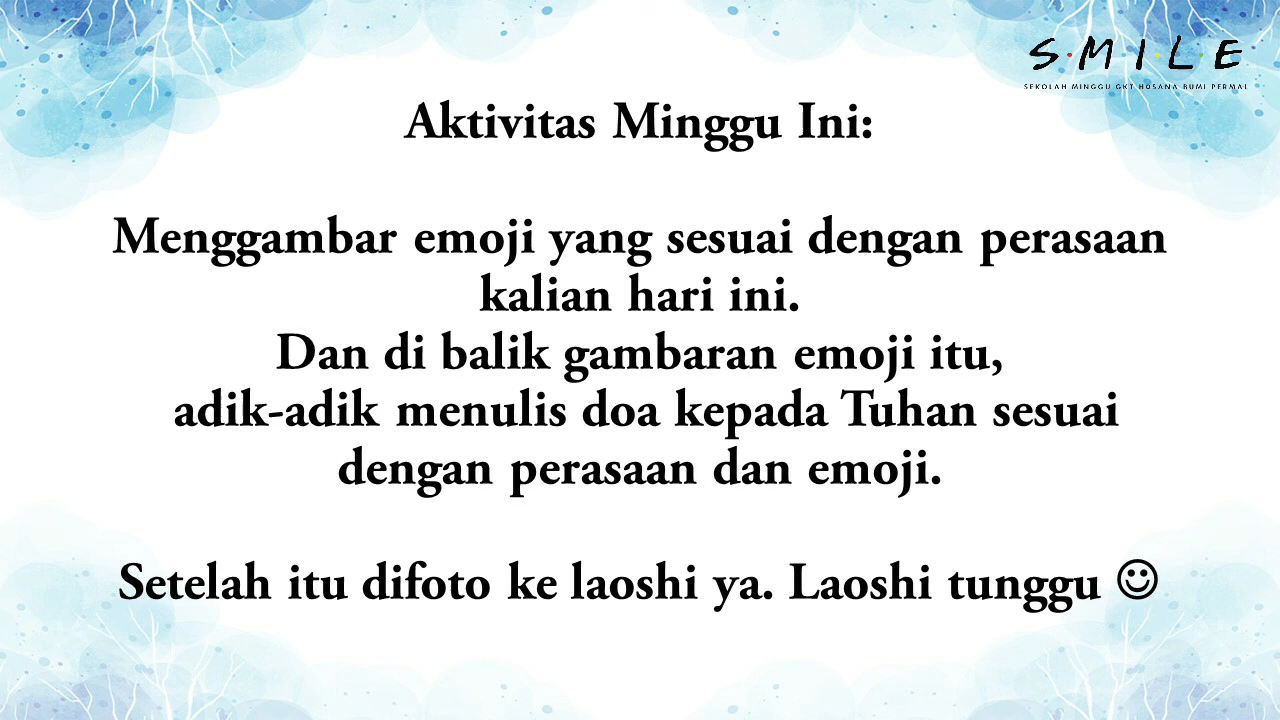 S·M·I·L·E
SEKOLAH MINGGU GKT HOSANA BUMI PERMAI
Aktivitas Minggu Ini:
Menggambar emoji yang sesuai dengan perasaan
kalian hari ini.
Dan di balik gambaran emoji itu,
adik-adik menulis doa kepada Tuhan sesuai
dengan perasaan dan emoji.
Setelah itu difoto ke laoshi ya. Laoshi tunggu ☺